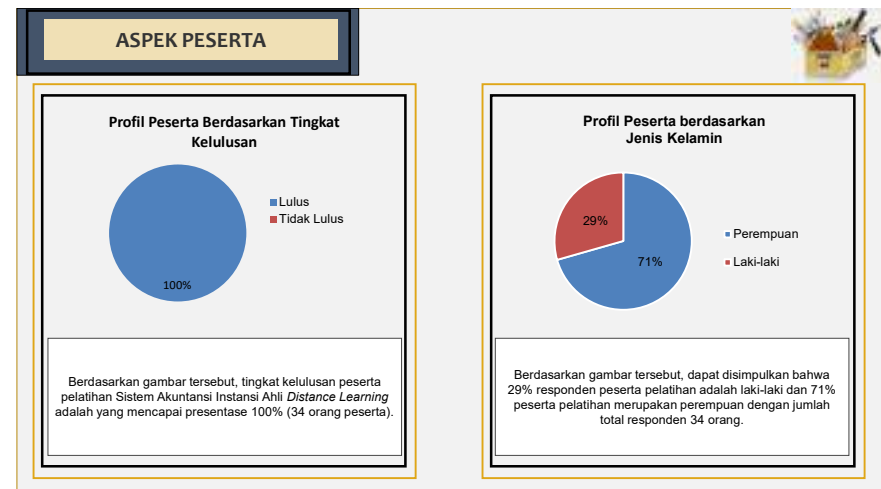 ASPEK PESERTA
Profil Peserta Berdasarkan Tingkat
Kelulusan
Lulus
Tidak Lulus
100%
Berdasarkan gambar tersebut, tingkat kelulusan peserta
pelatihan Sistem Akuntansi Instansi Ahli Distance Learning
adalah yang mencapai presentase 100% (34 orang peserta).
Profil Peserta berdasarkan
Jenis Kelamin
29%
71%
Perempuan
Laki-laki
Berdasarkan gambar tersebut, dapat disimpulkan bahwa
29% responden peserta pelatihan adalah laki-laki dan 71%
peserta pelatihan merupakan perempuan dengan jumlah
total responden 34 orang.